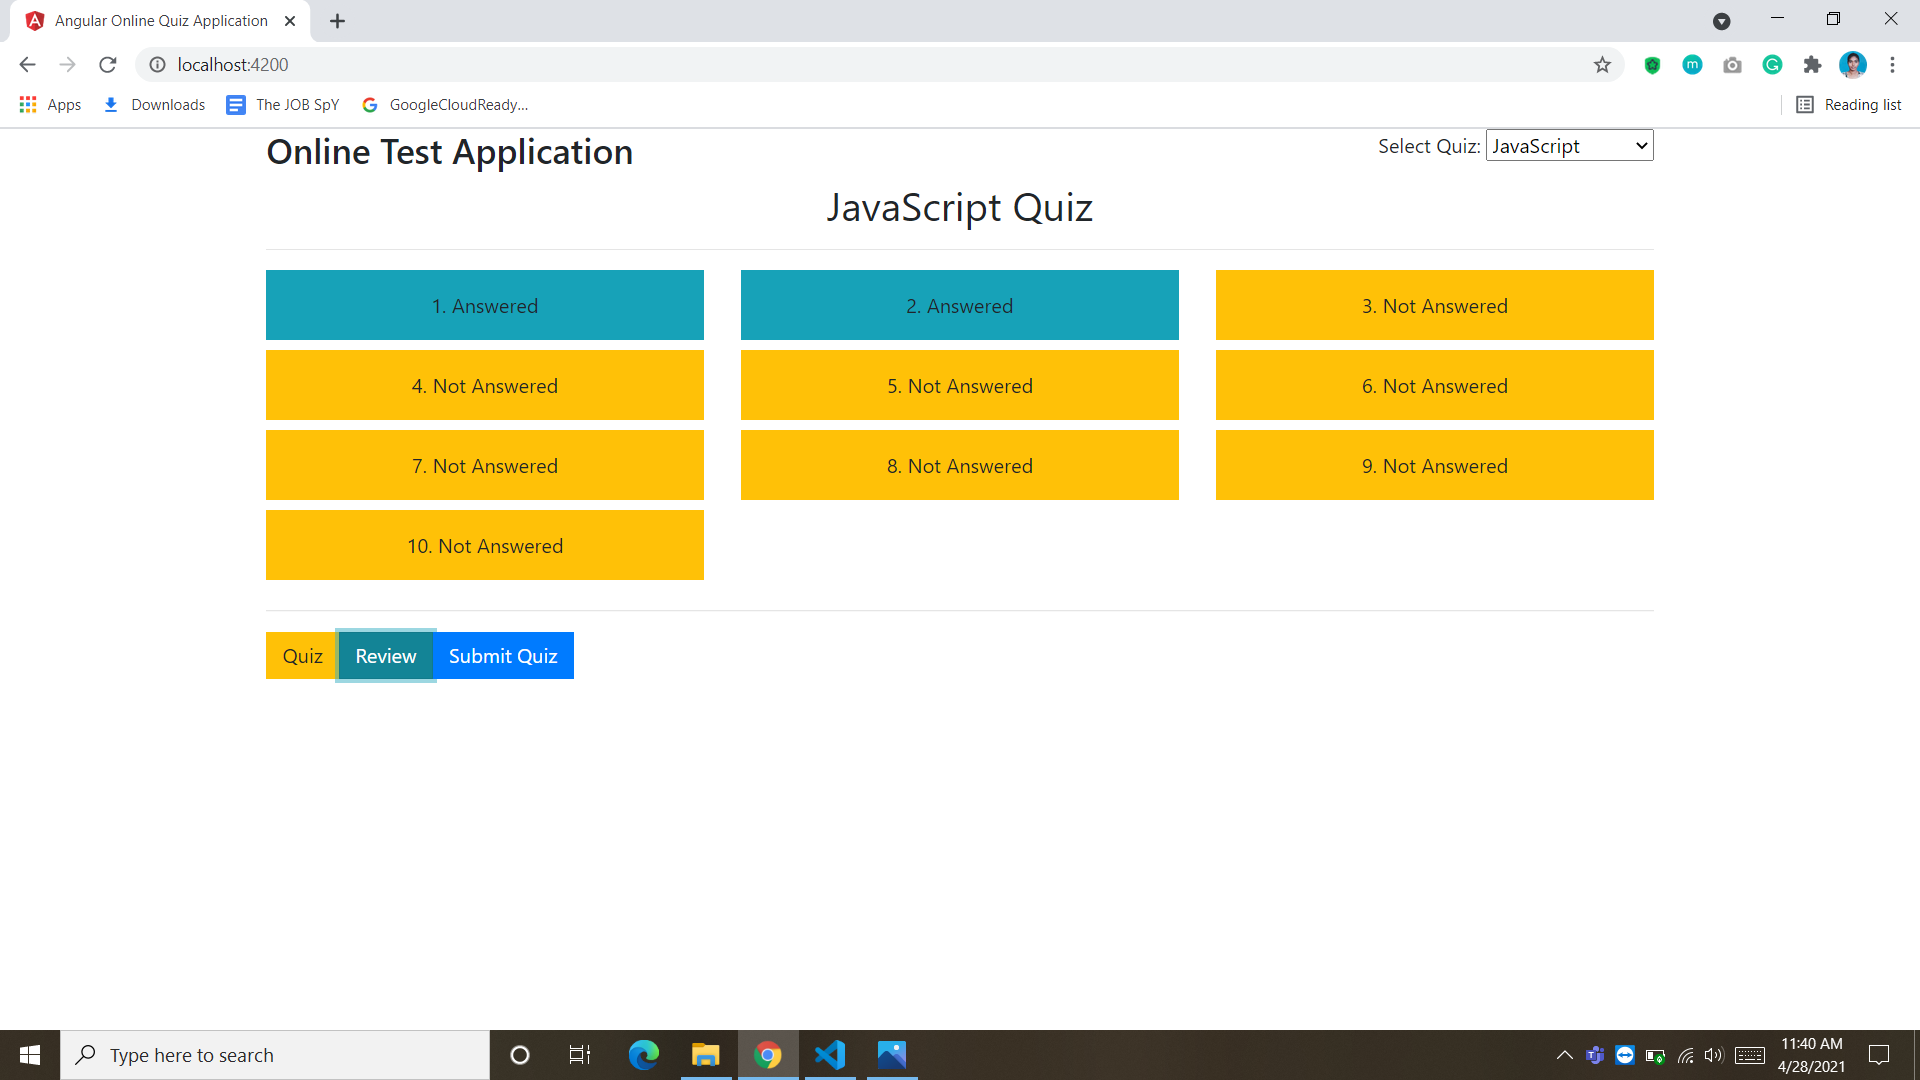 Angular Online Quiz Application
localhost:4200
Apps Downloads The JOB SpY GoogleCloudReady... Reading list
Online Test Application
Select Quiz: JavaScript
JavaScript Quiz
1. Answered 2. Answered 3. Not Answered
4. Not Answered 5. Not Answered 6. Not Answered
7. Not Answered 8. Not Answered 9. Not Answered
10. Not Answered
Quiz Review Submit Quiz
Type here to search
11:40 AM
4/28/2021